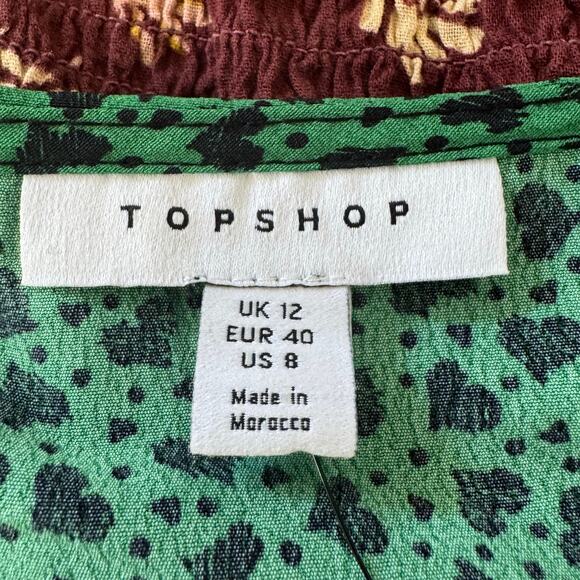 TOPSHOP
UK 12
EUR 40
US 8
Made in
Morocco